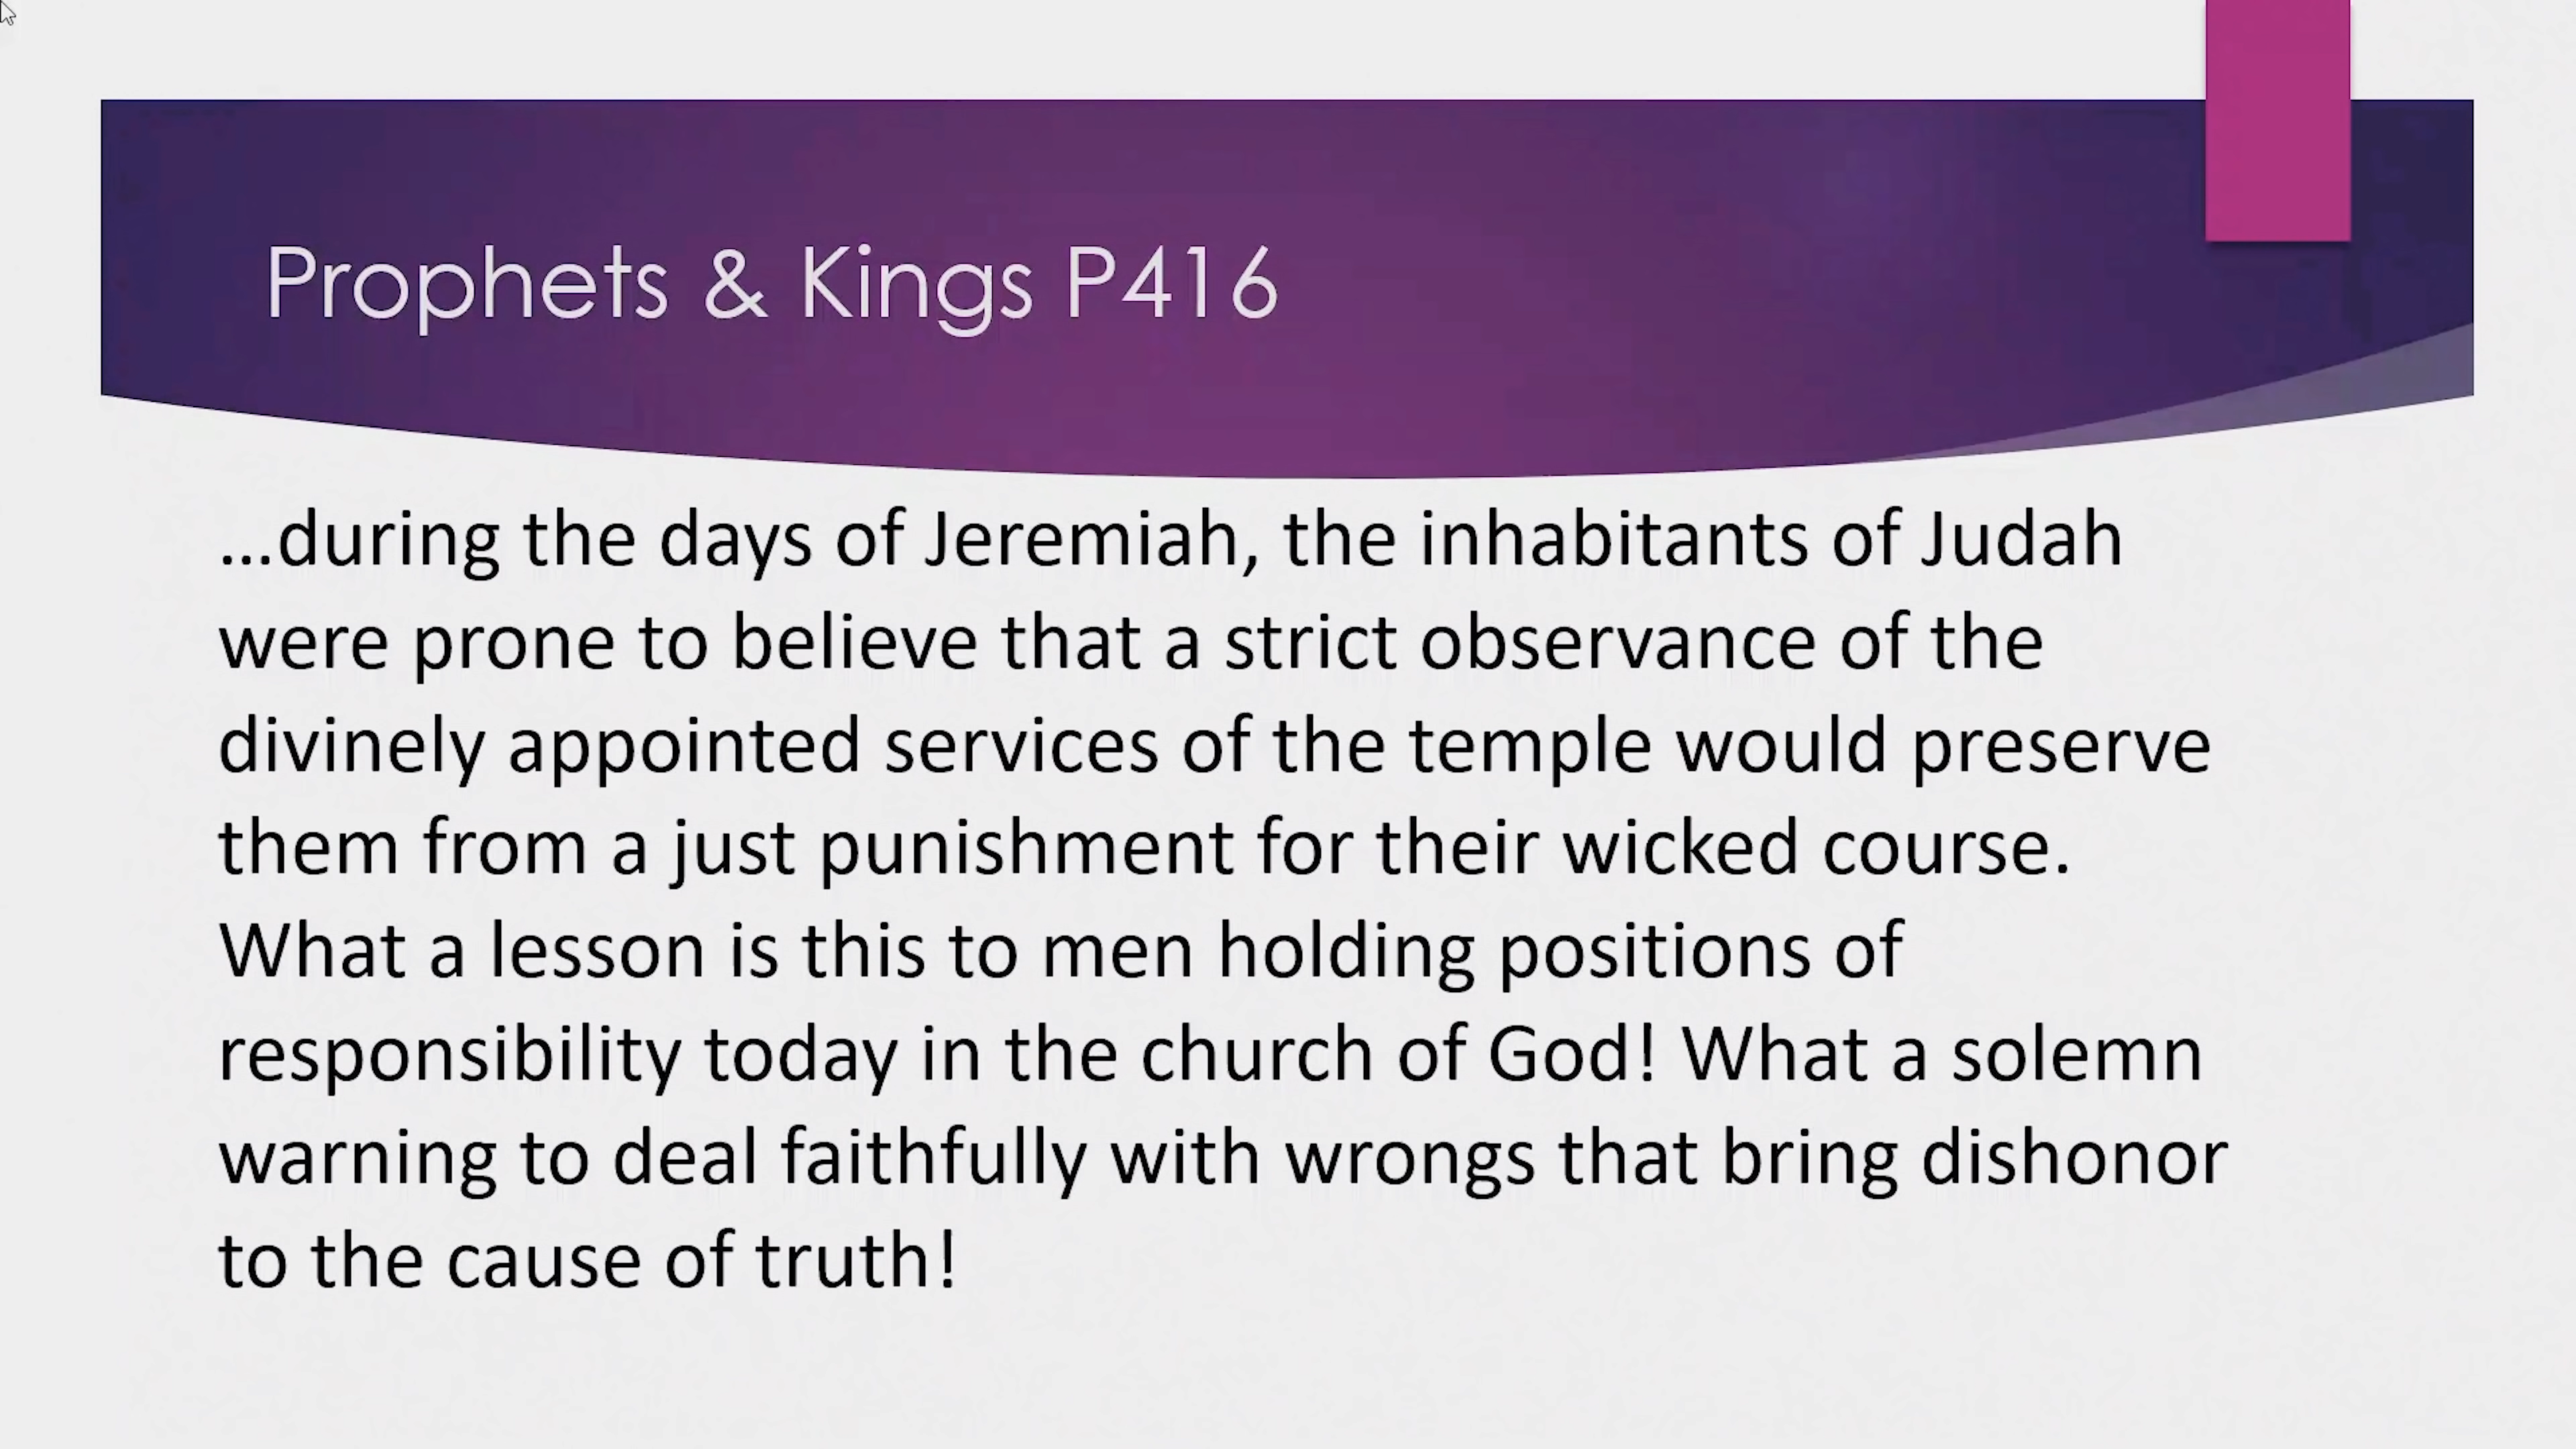 Prophets & Kings P416
...during the days of Jeremiah, the inhabitants of Judah
were prone to believe that a strict observance of the
divinely appointed services of the temple would preserve
them from a just punishment for their wicked course.
What a lesson is this to men holding positions of
responsibility today in the church of God! What a solemn
warning to deal faithfully with wrongs that bring dishonor
to the cause of truth!